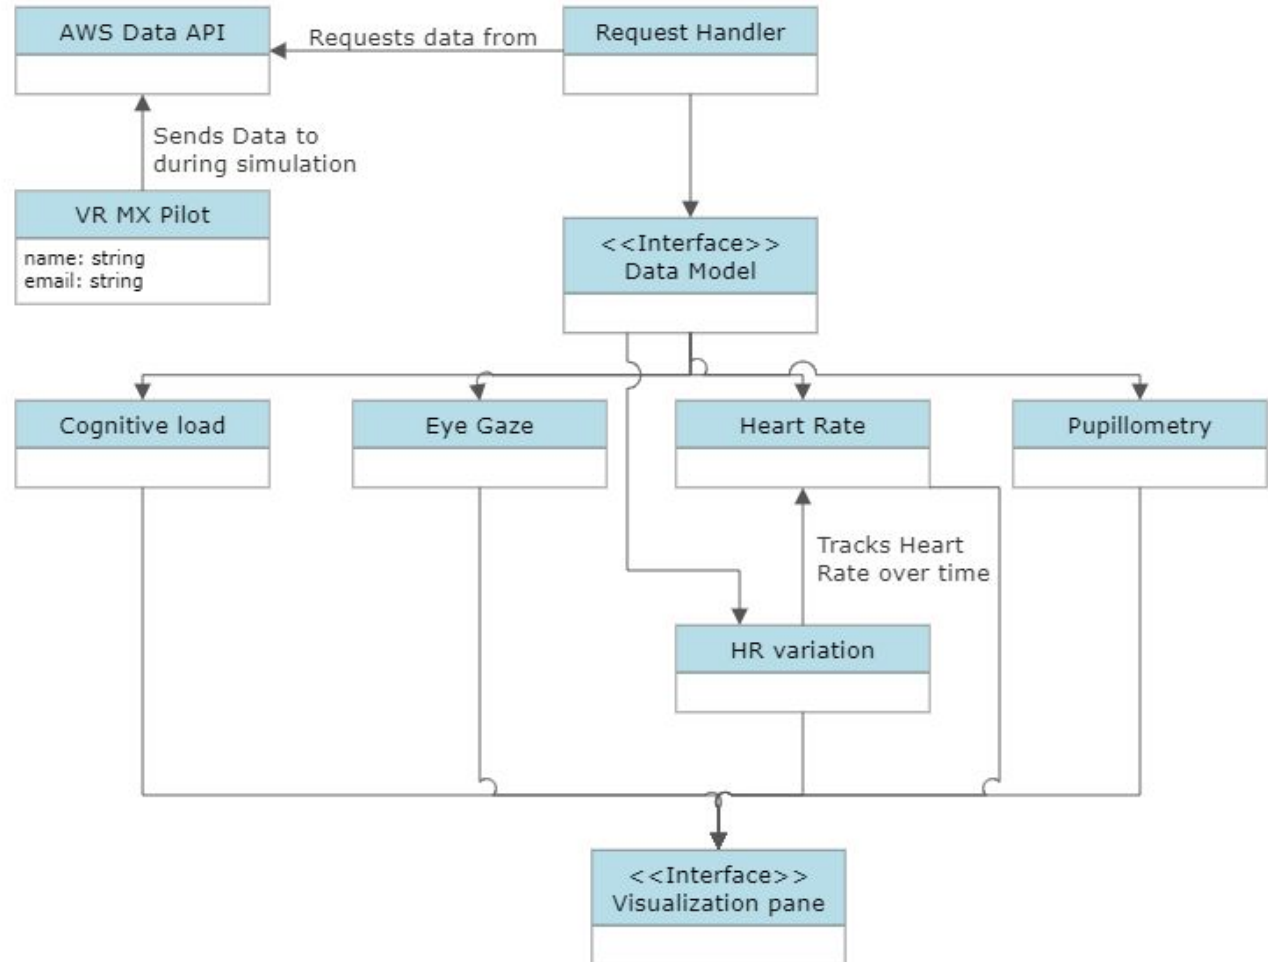 AWS Data API
Requests data from
Request Handler
Sends Data to
during simulation
VR MX Pilot
name: string
email: string
<<Interface>>
Data Model
Cognitive load
Eye Gaze
Heart Rate
Pupillometry
Tracks Heart
Rate over time
HR variation
<<Interface>>
Visualization pane